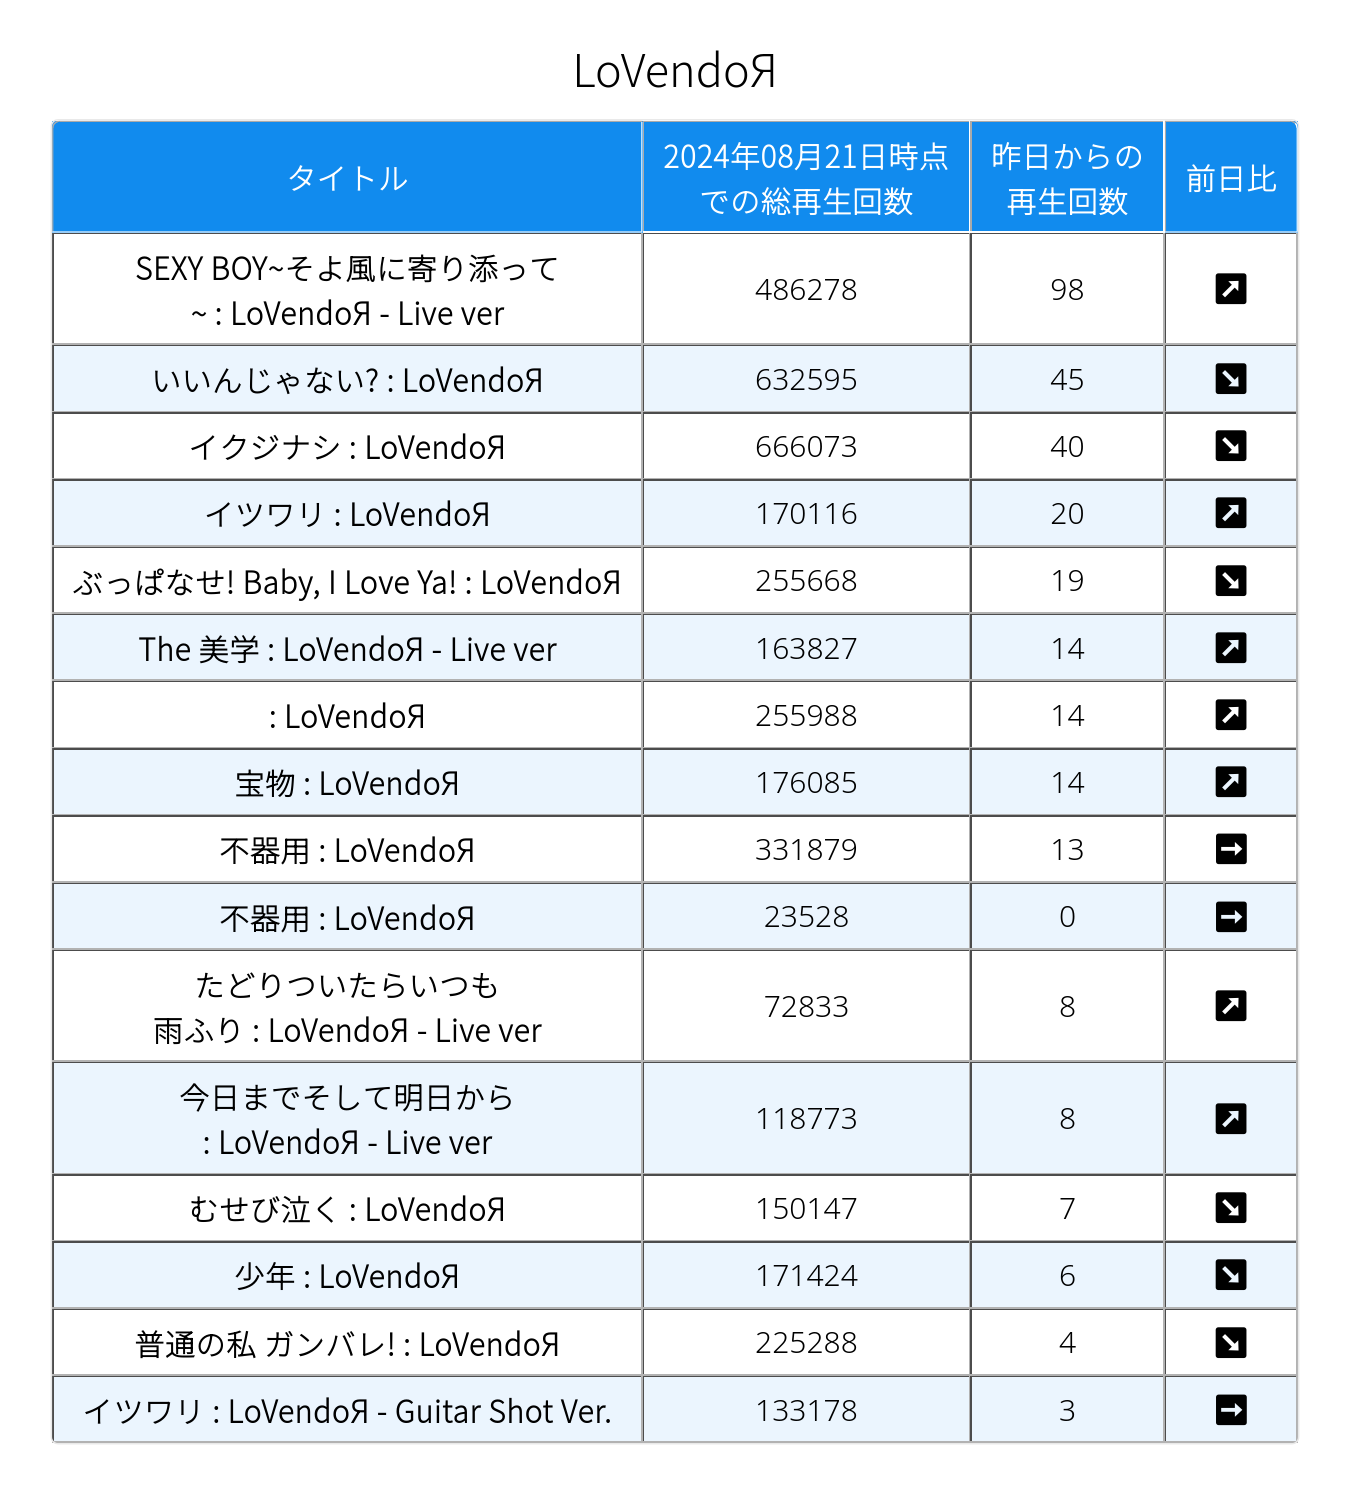 LoVendoЯ
タイトル
2024年08月21日時点
での総再生回数
昨日からの
再生回数
前日比
SEXY BOY~そよ風に寄り添って
~ : LoVendoЯ - Live ver
486278
98
いいんじゃない? : LoVendoЯ
632595
45
イクジナシ : LoVendoЯ
666073
40
イツワリ : LoVendoЯ
170116
20
ぶっぱなせ! Baby, I Love Ya! : LoVendoЯ
255668
19
The 美学 : LoVendoЯ - Live ver
163827
14
: LoVendoЯ
255988
14
宝物 : LoVendoЯ
176085
14
不器用 : LoVendoЯ
331879
13
不器用 : LoVendoЯ
23528
0
たどりついたらいつも
雨ふり : LoVendoЯ - Live ver
72833
8
今日までそして明日から
: LoVendoЯ - Live ver
118773
8
むせび泣く : LoVendoЯ
150147
7
少年 : LoVendoЯ
171424
6
普通の私 ガンバレ! : LoVendoЯ
225288
4
イツワリ : LoVendoЯ - Guitar Shot Ver.
133178
3